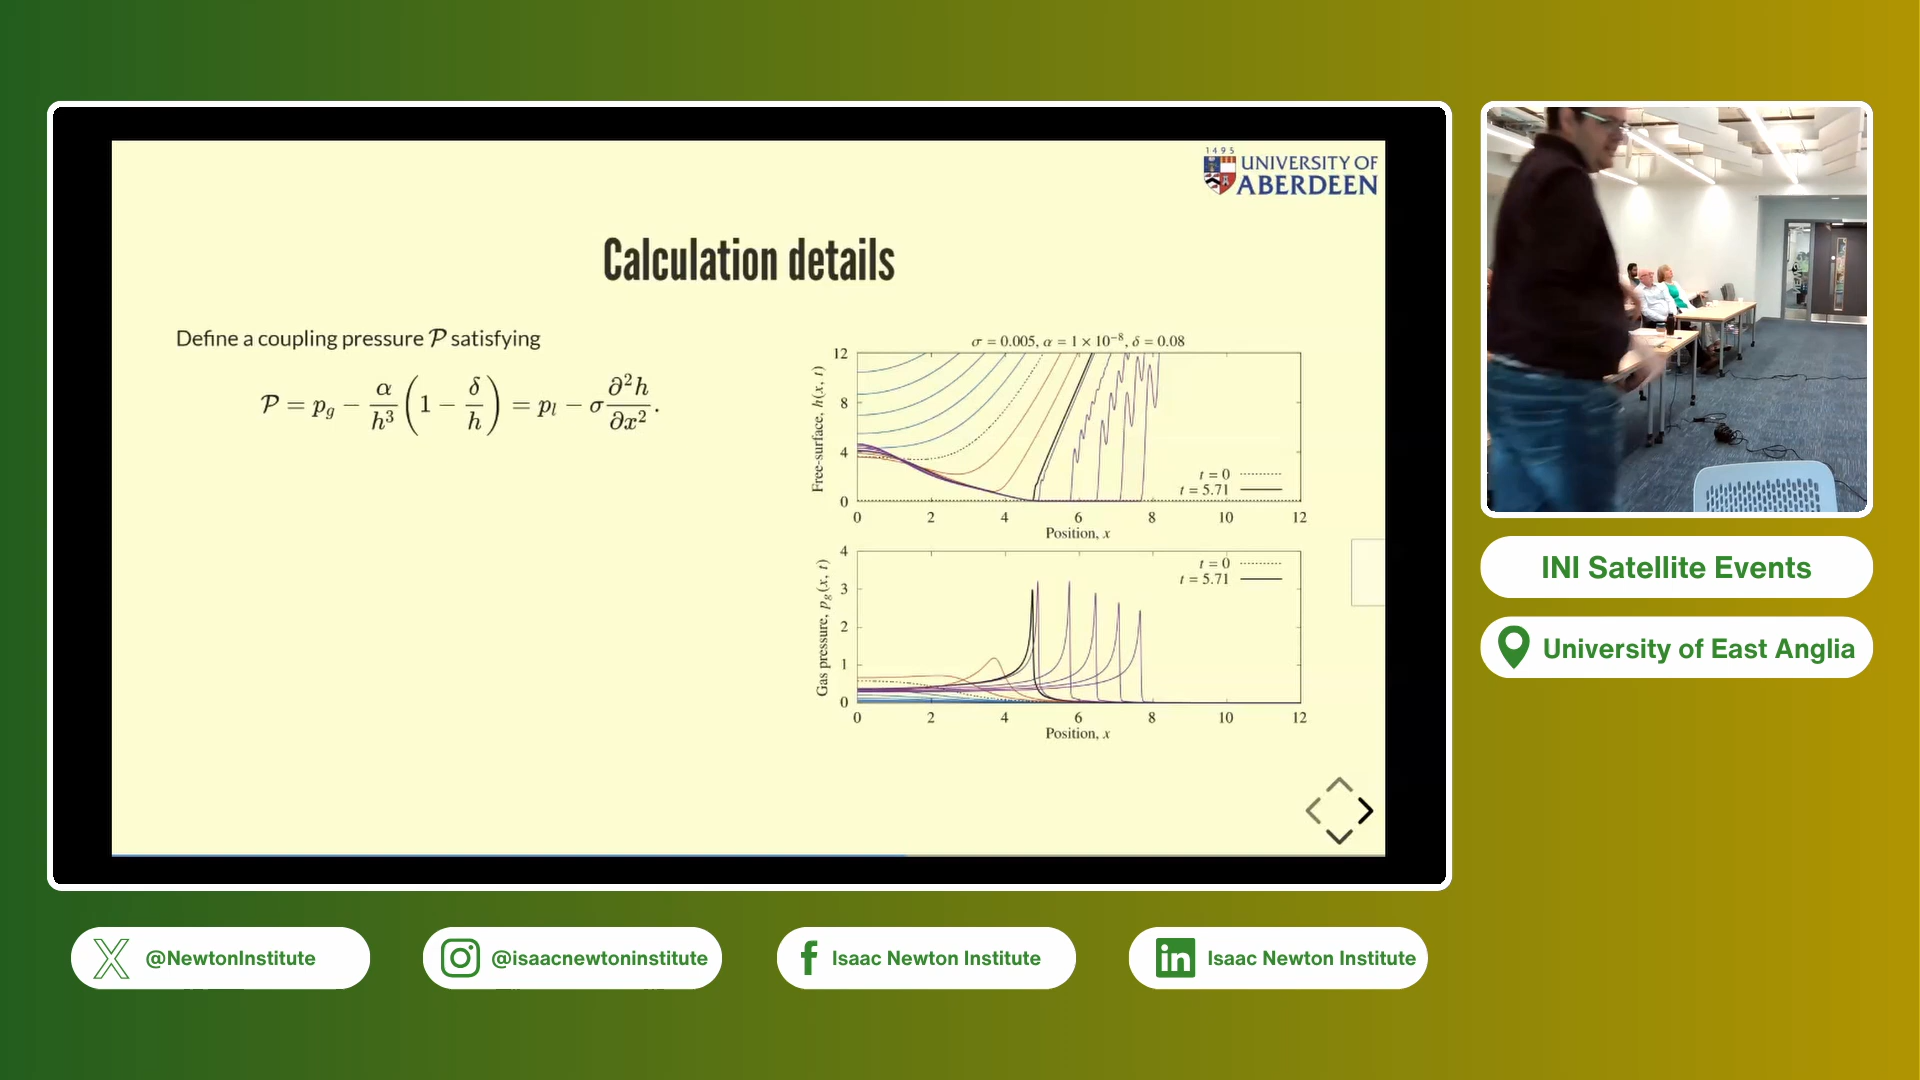 1495
UNIVERSITY OF
ABERDEEN
Calculation details
Define a coupling pressure 𝒫 satisfying
𝒫 = p_g − α/h³ (1 − δ/h) = p_l − σ ∂²h/∂x².
σ = 0.005, α = 1 × 10⁻⁸, δ = 0.08
Free-surface, h(x, t)
12
8
4
0
t = 0
t = 5.71
0 2 4 6 8 10 12
Position, x
Gas pressure, p_g(x, t)
4
3
2
1
0
t = 0
t = 5.71
0 2 4 6 8 10 12
Position, x
INI Satellite Events
University of East Anglia
@NewtonInstitute
@isaacnewtoninstitute
Isaac Newton Institute
Isaac Newton Institute